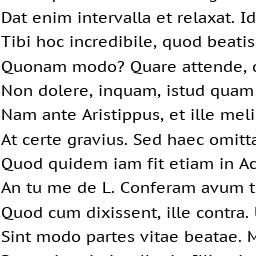 Dat enim intervalla et relaxat. Id
Tibi hoc incredibile, quod beatis
Quonam modo? Quare attende,
Non dolere, inquam, istud quam
Nam ante Aristippus, et ille meli
At certe gravius. Sed haec omitta
Quod quidem iam fit etiam in Ac
An tu me de L. Conferam avum t
Quod cum dixissent, ille contra.
Sint modo partes vitae beatae. M